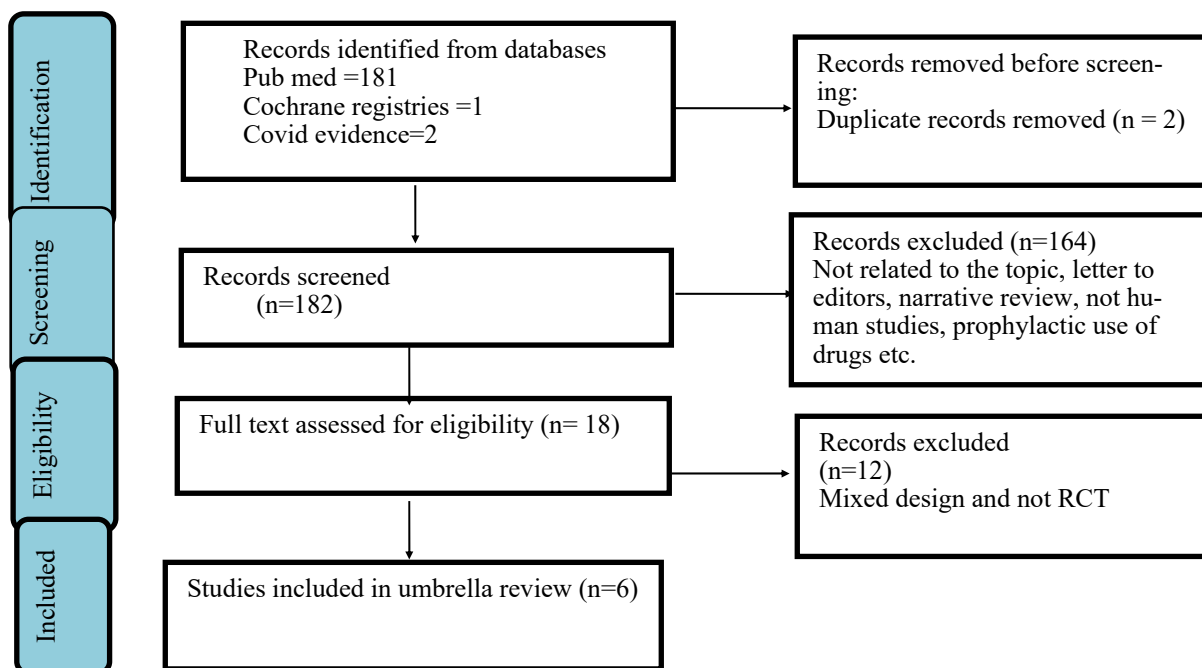 Identification
Records identified from databases
Pub med =181
Cochrane registries =1
Covid evidence=2
Records removed before screen-
ing:
Duplicate records removed (n = 2)
Screening
Records screened
(n=182)
Records excluded (n=164)
Not related to the topic, letter to
editors, narrative review, not hu-
man studies, prophylactic use of
drugs etc.
Eligibility
Full text assessed for eligibility (n= 18)
Records excluded
(n=12)
Mixed design and not RCT
Included
Studies included in umbrella review (n=6)